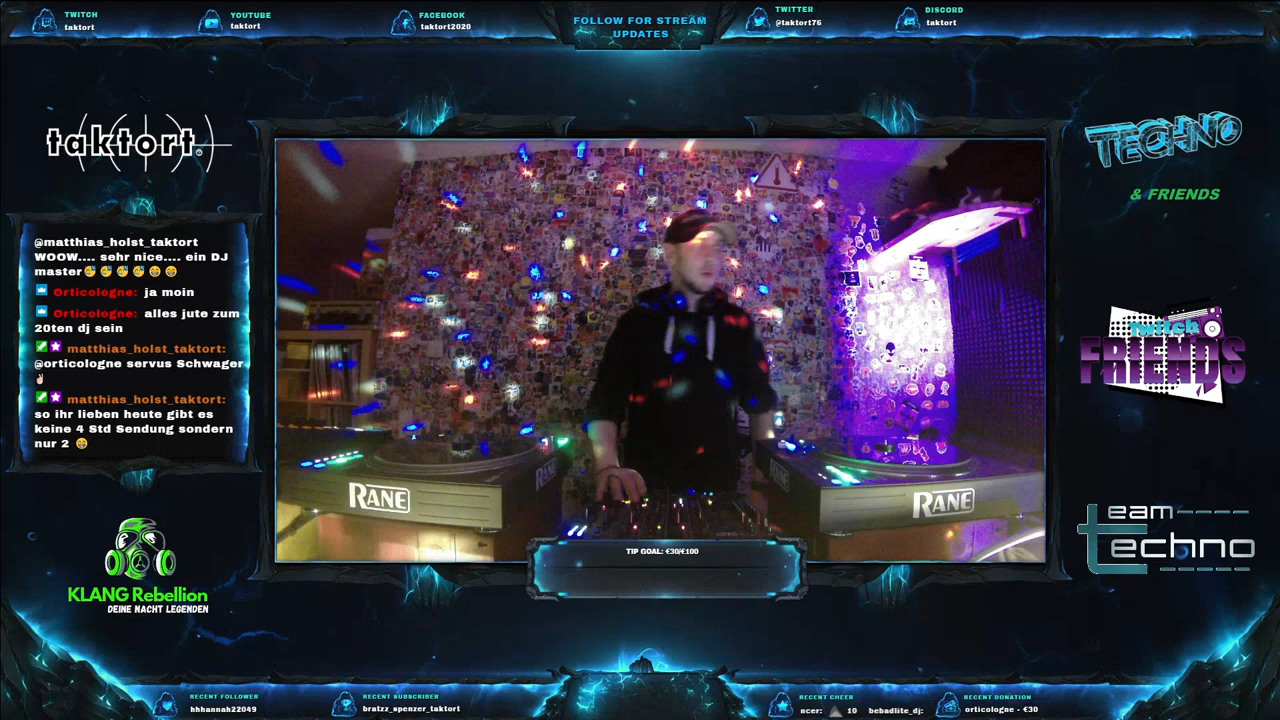 TWITCH
taktort
YOUTUBE
taktort
FACEBOOK
taktort2020
FOLLOW FOR STREAM
UPDATES
TWITTER
@taktort76
DISCORD
taktort
taktort.
TECHNO
& FRIENDS
@matthias_holst_taktort
WOOW.... sehr nice.... ein DJ
master😅😅😅😅😁😁
Orticologne: ja moin
Orticologne: alles jute zum
20ten dj sein
matthias_holst_taktort:
@orticologne servus Schwager
✌🏻
matthias_holst_taktort:
so ihr lieben heute gibt es
keine 4 Std Sendung sondern
nur 2 😁
twitch
FRIENDS
RANE
RANE
RANE
RANE
TIP GOAL: €30/€100
team
techno
KLANG Rebellion
DEINE NACHT LEGENDEN
RECENT FOLLOWER
hhhannah22049
RECENT SUBSCRIBER
bratzz_spenzer_taktort
RECENT CHEER
ncer: 10 bebadlite_dj:
RECENT DONATION
orticologne - €30